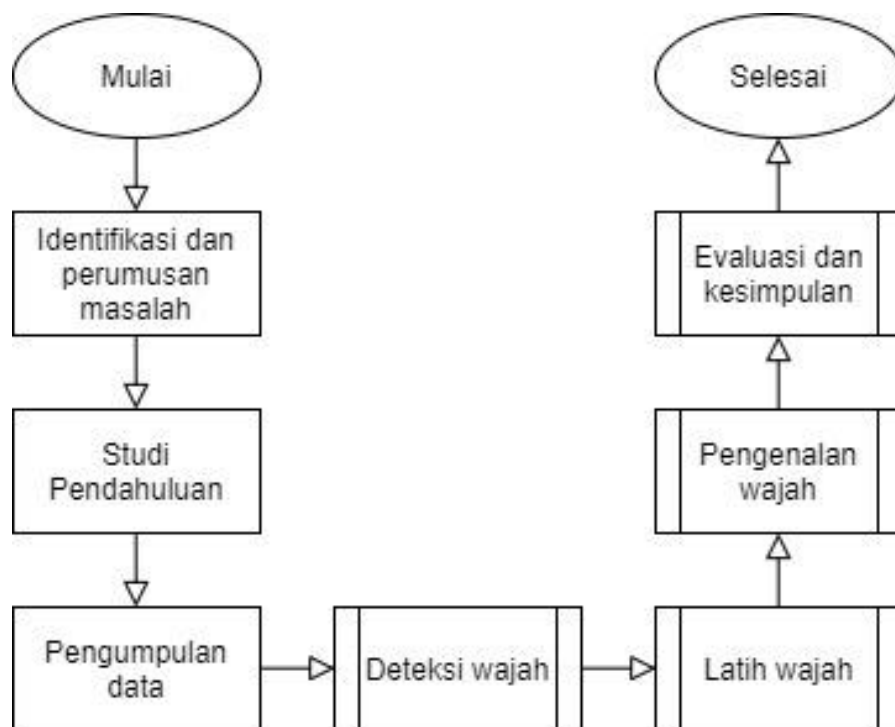 Mulai
Identifikasi dan
perumusan
masalah
Studi
Pendahuluan
Pengumpulan
data
Deteksi wajah
Latih wajah
Pengenalan
wajah
Evaluasi dan
kesimpulan
Selesai